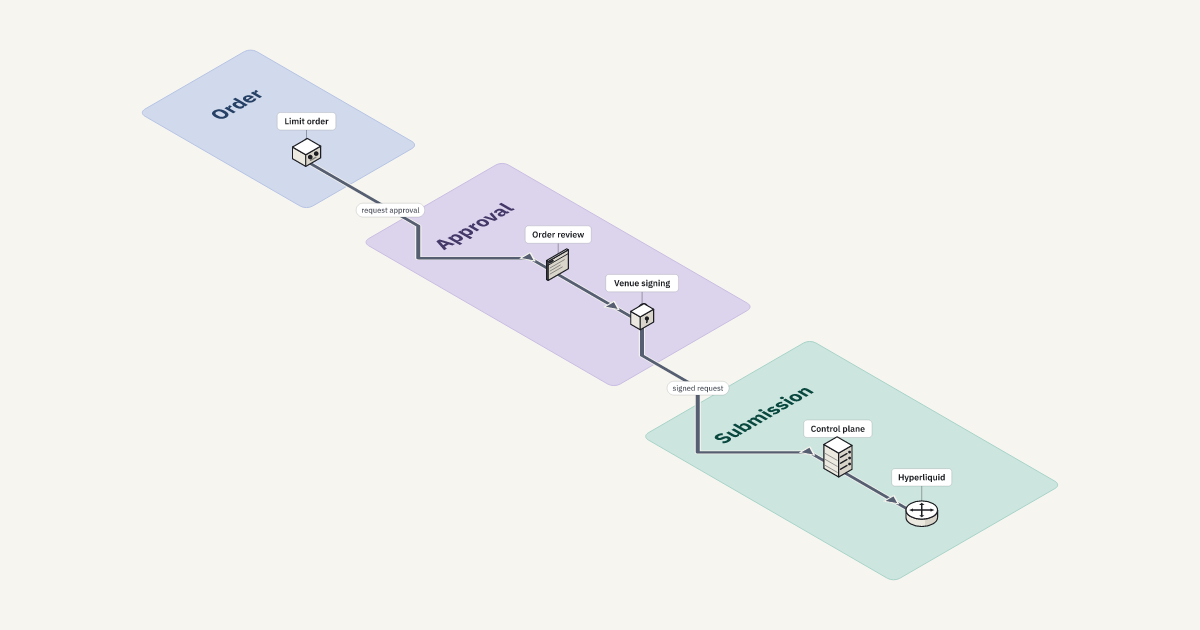 Order
Limit order
request approval
Approval
Order review
Venue signing
signed request
Submission
Control plane
Hyperliquid